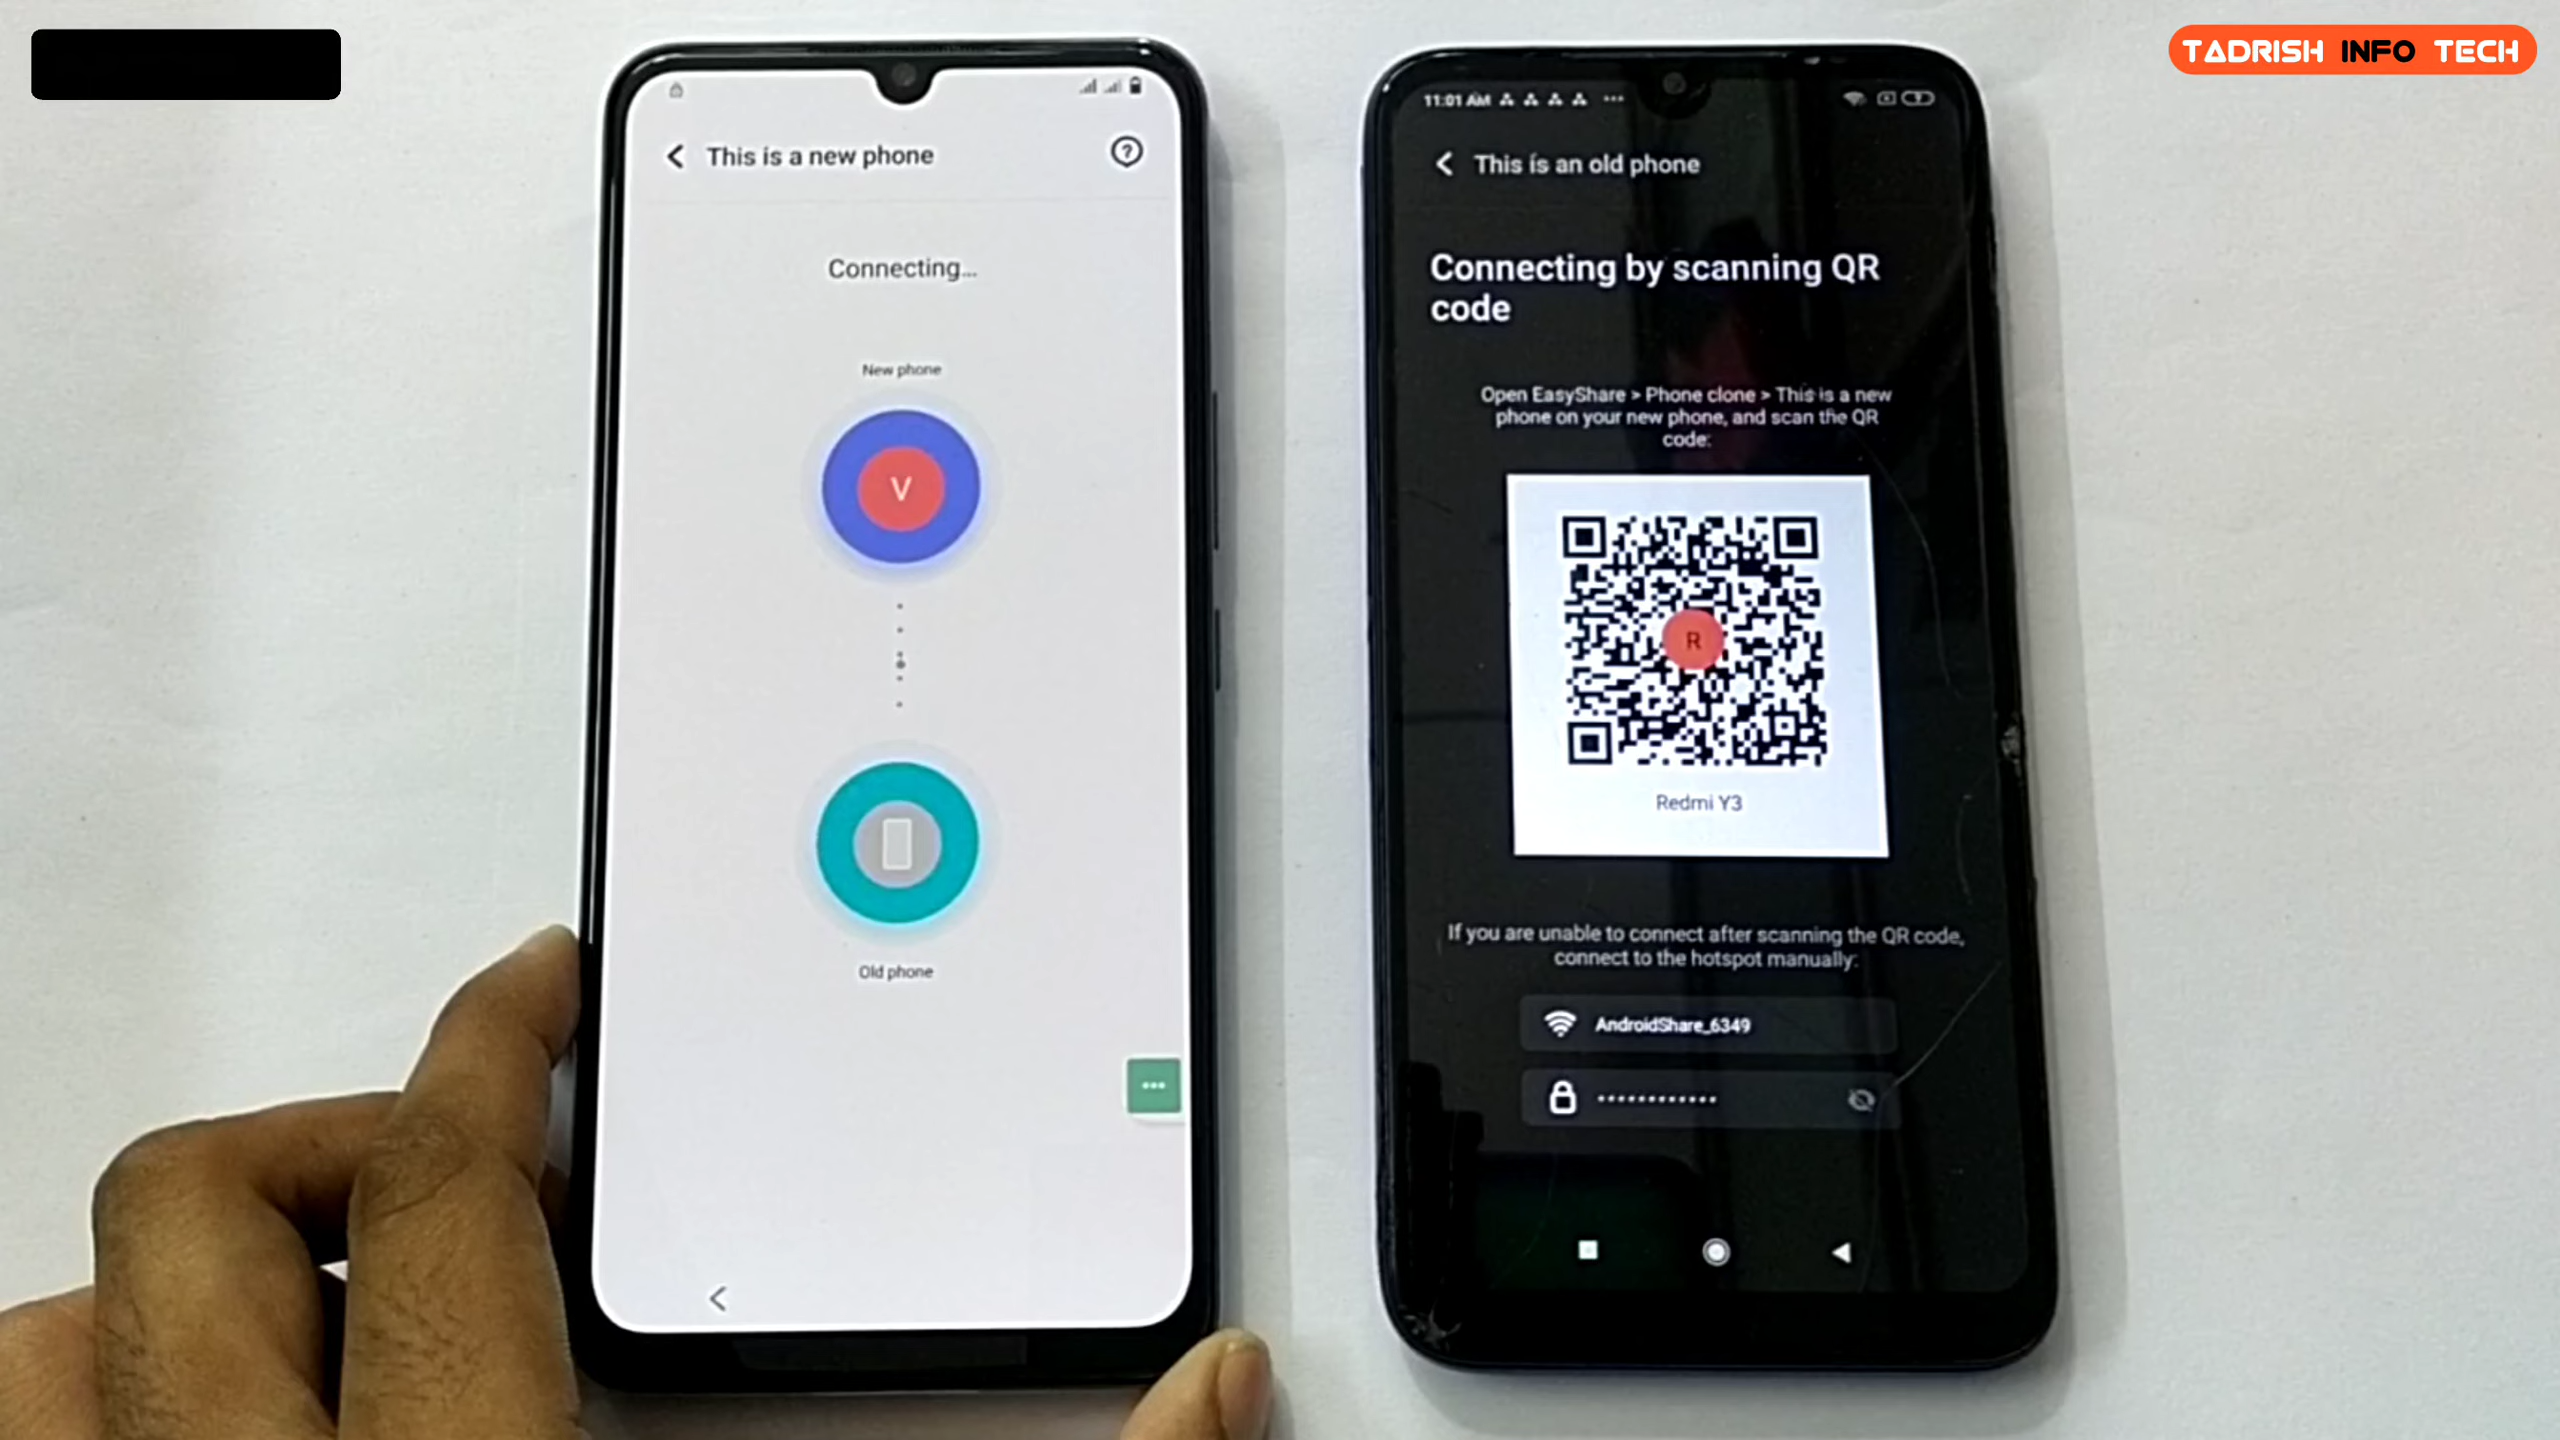 TADRISH INFO TECH
This is a new phone
Connecting...
New phone
V
Old phone
11:01 AM
This is an old phone
Connecting by scanning QR
code
Open EasyShare > Phone clone > This is a new
phone on your new phone, and scan the QR
code:
R
Redmi Y3
If you are unable to connect after scanning the QR code,
connect to the hotspot manually:
AndroidShare_6349